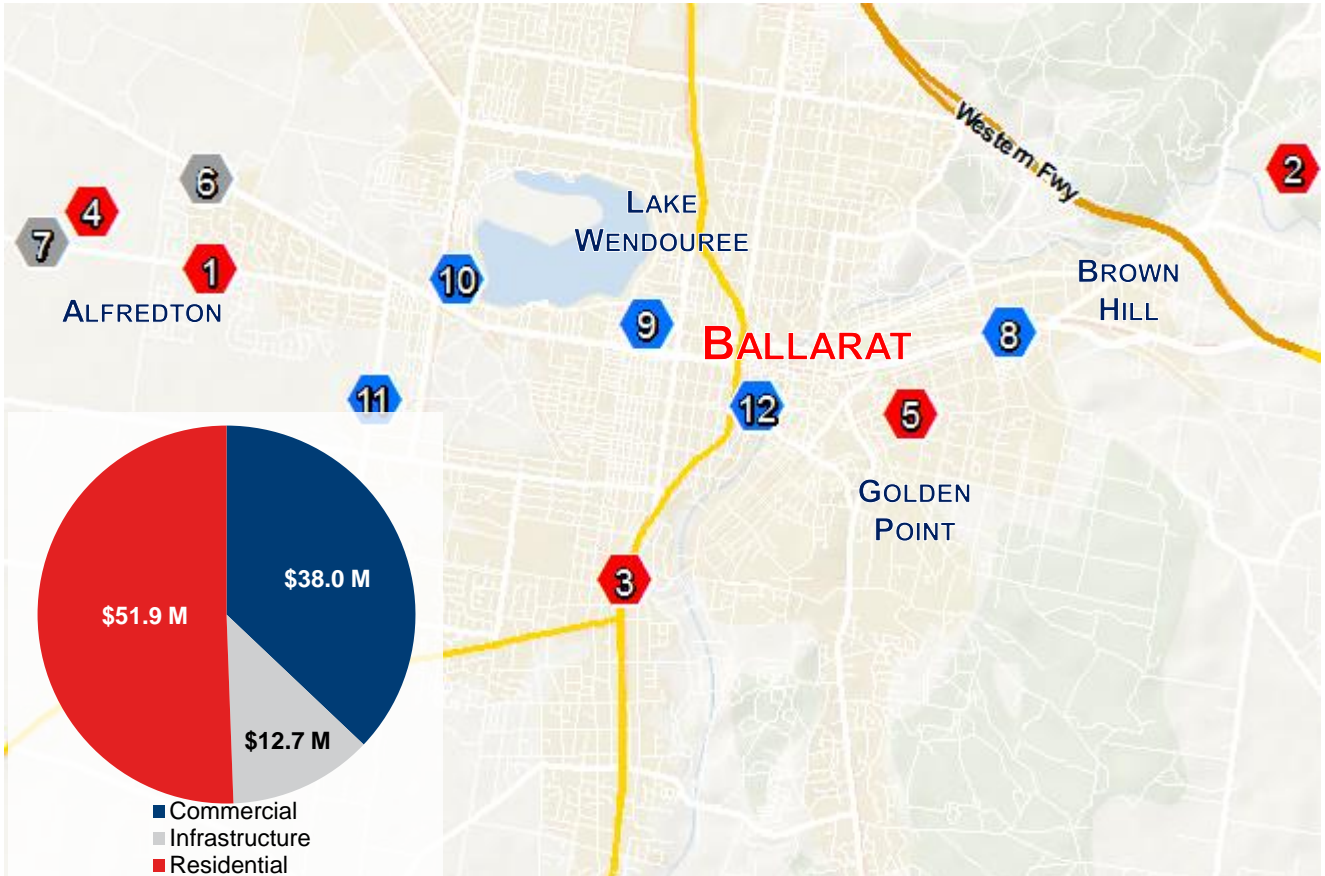 Western Fwy
2
6
4
LAKE
WENDOUREE
7
1
10
BROWN
HILL
ALFREDTON
9
BALLARAT
8
11
12
5
GOLDEN
POINT
3
$38.0 M
$51.9 M
$12.7 M
Commercial
Infrastructure
Residential